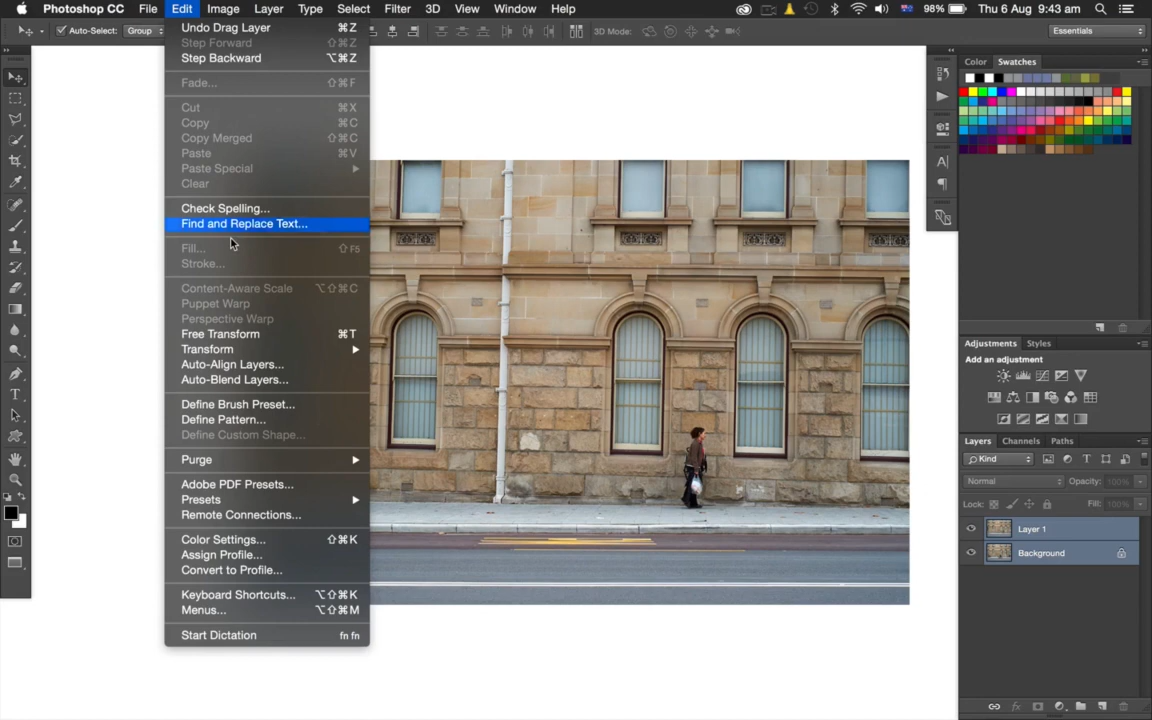 Photoshop CC File Edit Image Layer Type Select Filter 3D View Window Help 98% Thu 6 Aug 9:43 am
Auto-Select: Group 3D Mode: Essentials
Undo Drag Layer ⌘Z
Step Forward ⇧⌘Z
Step Backward ⌥⌘Z
Fade... ⇧⌘F
Cut ⌘X
Copy ⌘C
Copy Merged ⇧⌘C
Paste ⌘V
Paste Special
Clear
Check Spelling...
Find and Replace Text...
Fill... ⇧F5
Stroke...
Content-Aware Scale ⌥⇧⌘C
Puppet Warp
Perspective Warp
Free Transform ⌘T
Transform
Auto-Align Layers...
Auto-Blend Layers...
Define Brush Preset...
Define Pattern...
Define Custom Shape...
Purge
Adobe PDF Presets...
Presets
Remote Connections...
Color Settings... ⇧⌘K
Assign Profile...
Convert to Profile...
Keyboard Shortcuts... ⌥⇧⌘K
Menus... ⌥⇧⌘M
Start Dictation fn fn
Color Swatches
Adjustments Styles
Add an adjustment
Layers Channels Paths
Kind
Normal Opacity: 100%
Lock: Fill: 100%
Layer 1
Background